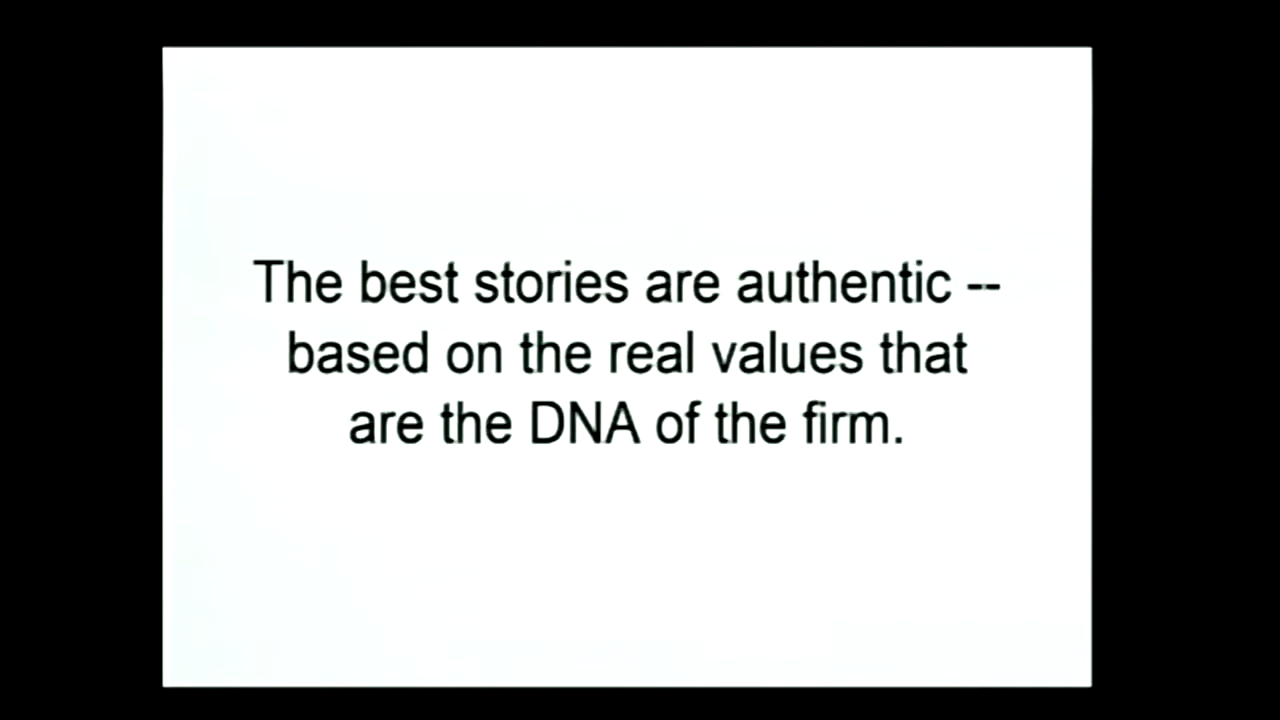 The best stories are authentic --
based on the real values that
are the DNA of the firm.